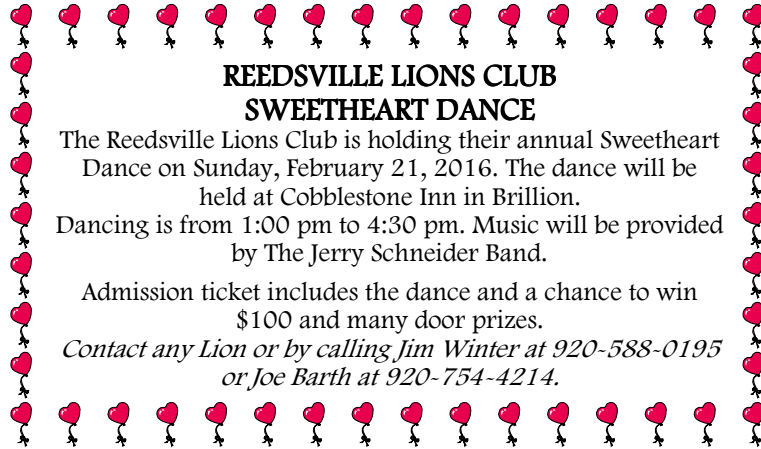 REEDSVILLE LIONS CLUB
SWEETHEART DANCE
The Reedsville Lions Club is holding their annual Sweetheart
Dance on Sunday, February 21, 2016. The dance will be
held at Cobblestone Inn in Brillion.
Dancing is from 1:00 pm to 4:30 pm. Music will be provided
by The Jerry Schneider Band.
Admission ticket includes the dance and a chance to win
$100 and many door prizes.
Contact any Lion or by calling Jim Winter at 920-588-0195
or Joe Barth at 920-754-4214.